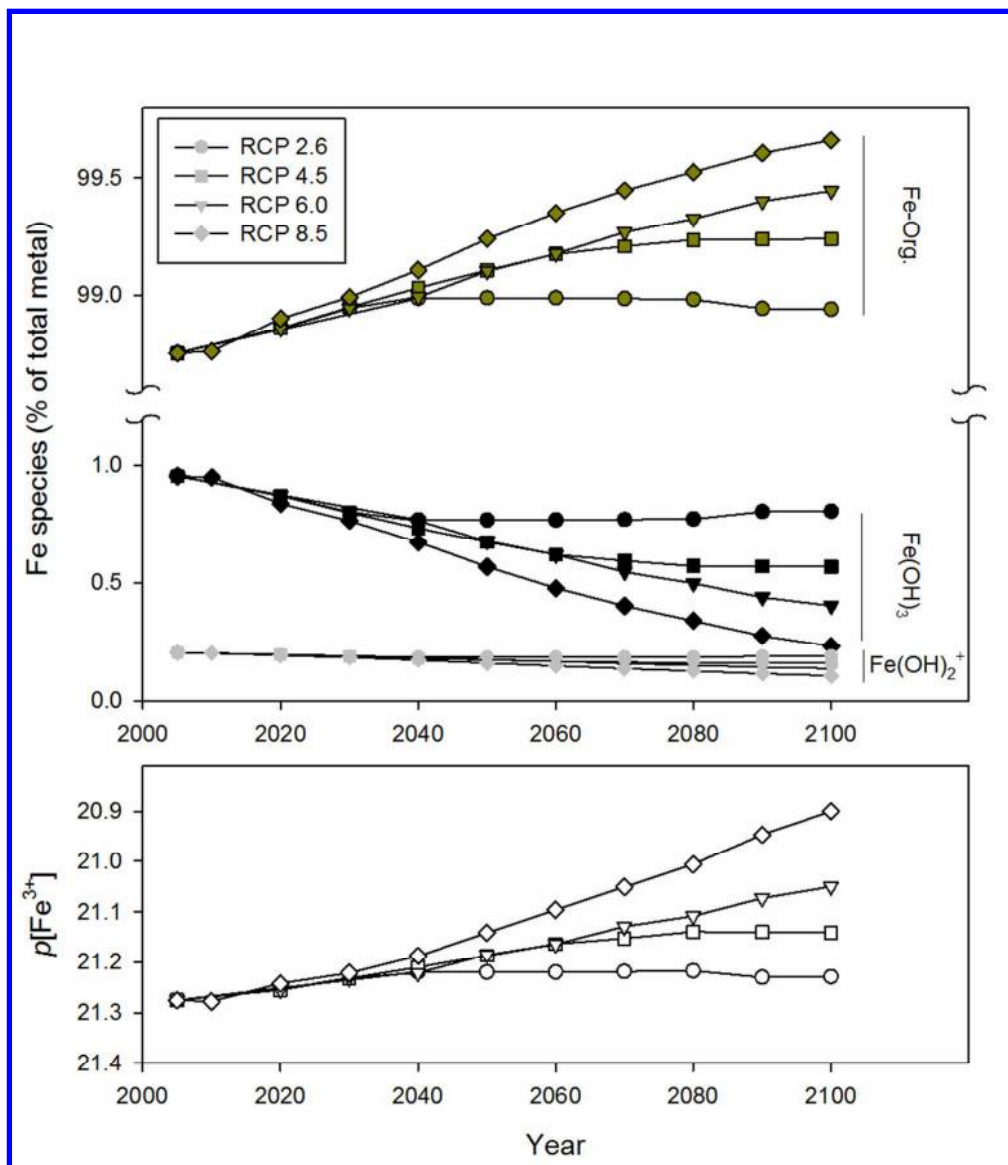 RCP 2.6
RCP 4.5
RCP 6.0
RCP 8.5
Fe-Org.
99.5
99.0
Fe species (% of total metal)
1.0
0.5
0.0
Fe(OH)₃
Fe(OH)₂⁺
2000 2020 2040 2060 2080 2100
20.9
21.0
21.1
21.2
21.3
21.4
p[Fe³⁺]
2000 2020 2040 2060 2080 2100
Year